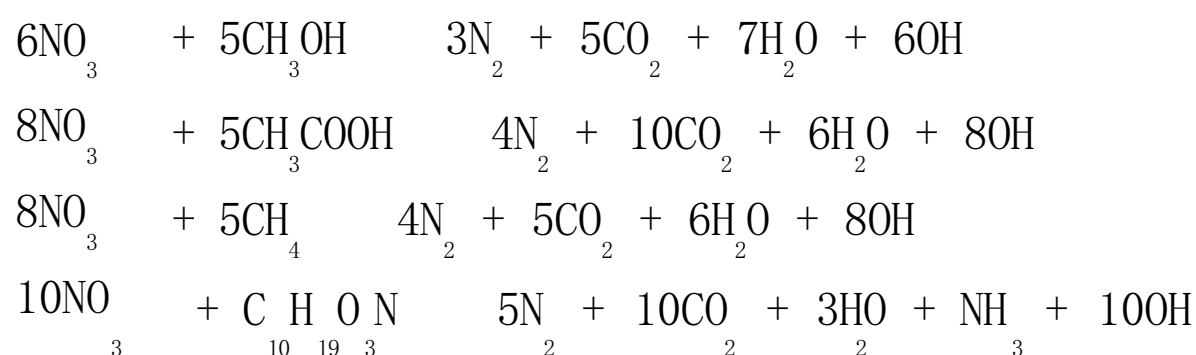 6NO₃ + 5CH₃OH 3N₂ + 5CO₂ + 7H₂O + 6OH
8NO₃ + 5CH₃COOH 4N₂ + 10CO₂ + 6H₂O + 8OH
8NO₃ + 5CH₄ 4N₂ + 5CO₂ + 6H₂O + 8OH
10NO₃ + C₁₀H₁₉O₃N 5N₂ + 10CO₂ + 3H₂O + NH₃ + 10OH